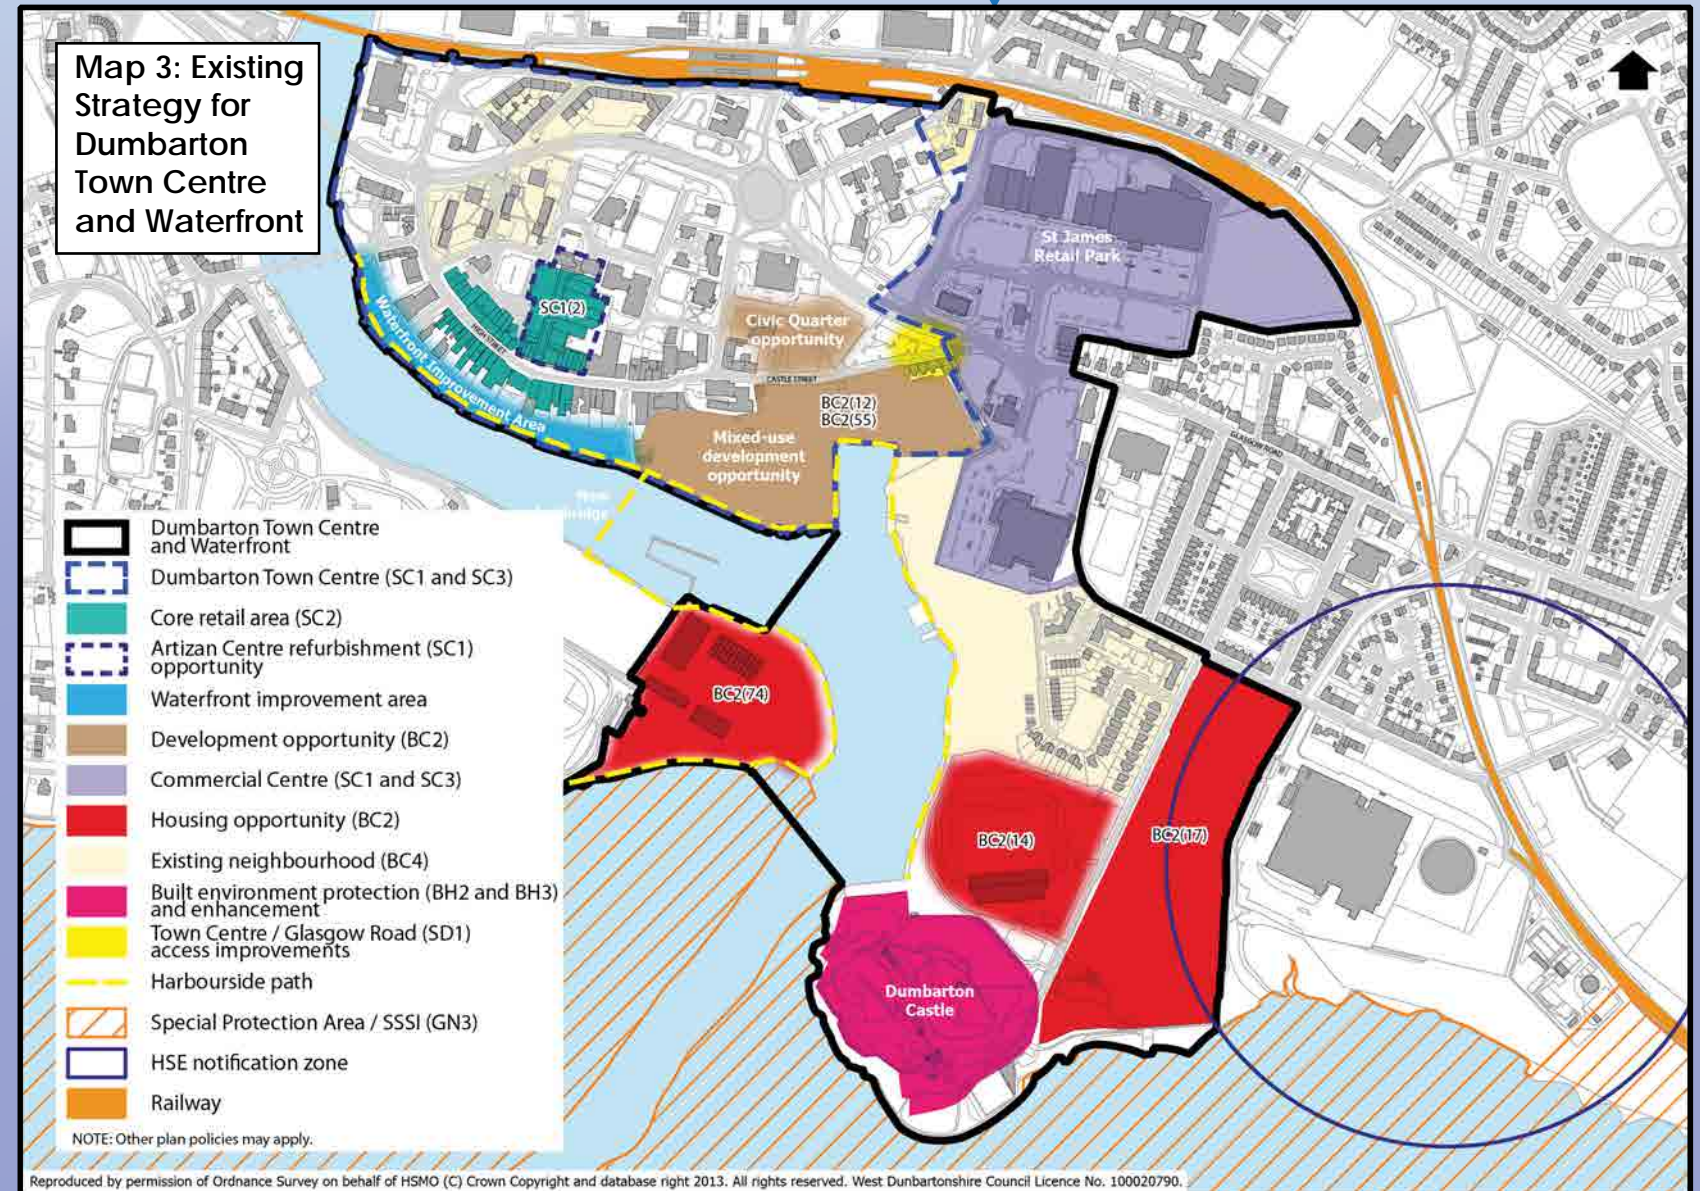 Map 3: Existing
Strategy for
Dumbarton
Town Centre
and Waterfront
St James
Retail Park
SC1(2)
HIGH STREET
Waterfront Improvement Area
Civic Quarter
opportunity
CASTLE STREET
BC2(12)
BC2(55)
Mixed-use
development
opportunity
GLASGOW ROAD
New
BC2(74)
BC2(14)
BC2(17)
Dumbarton
Castle
Dumbarton Town Centre
and Waterfront
Dumbarton Town Centre (SC1 and SC3)
Core retail area (SC2)
Artizan Centre refurbishment (SC1)
opportunity
Waterfront improvement area
Development opportunity (BC2)
Commercial Centre (SC1 and SC3)
Housing opportunity (BC2)
Existing neighbourhood (BC4)
Built environment protection (BH2 and BH3)
and enhancement
Town Centre / Glasgow Road (SD1)
access improvements
Harbourside path
Special Protection Area / SSSI (GN3)
HSE notification zone
Railway
NOTE: Other plan policies may apply.
Reproduced by permission of Ordnance Survey on behalf of HSMO (C) Crown Copyright and database right 2013. All rights reserved. West Dunbartonshire Council Licence No. 100020790.